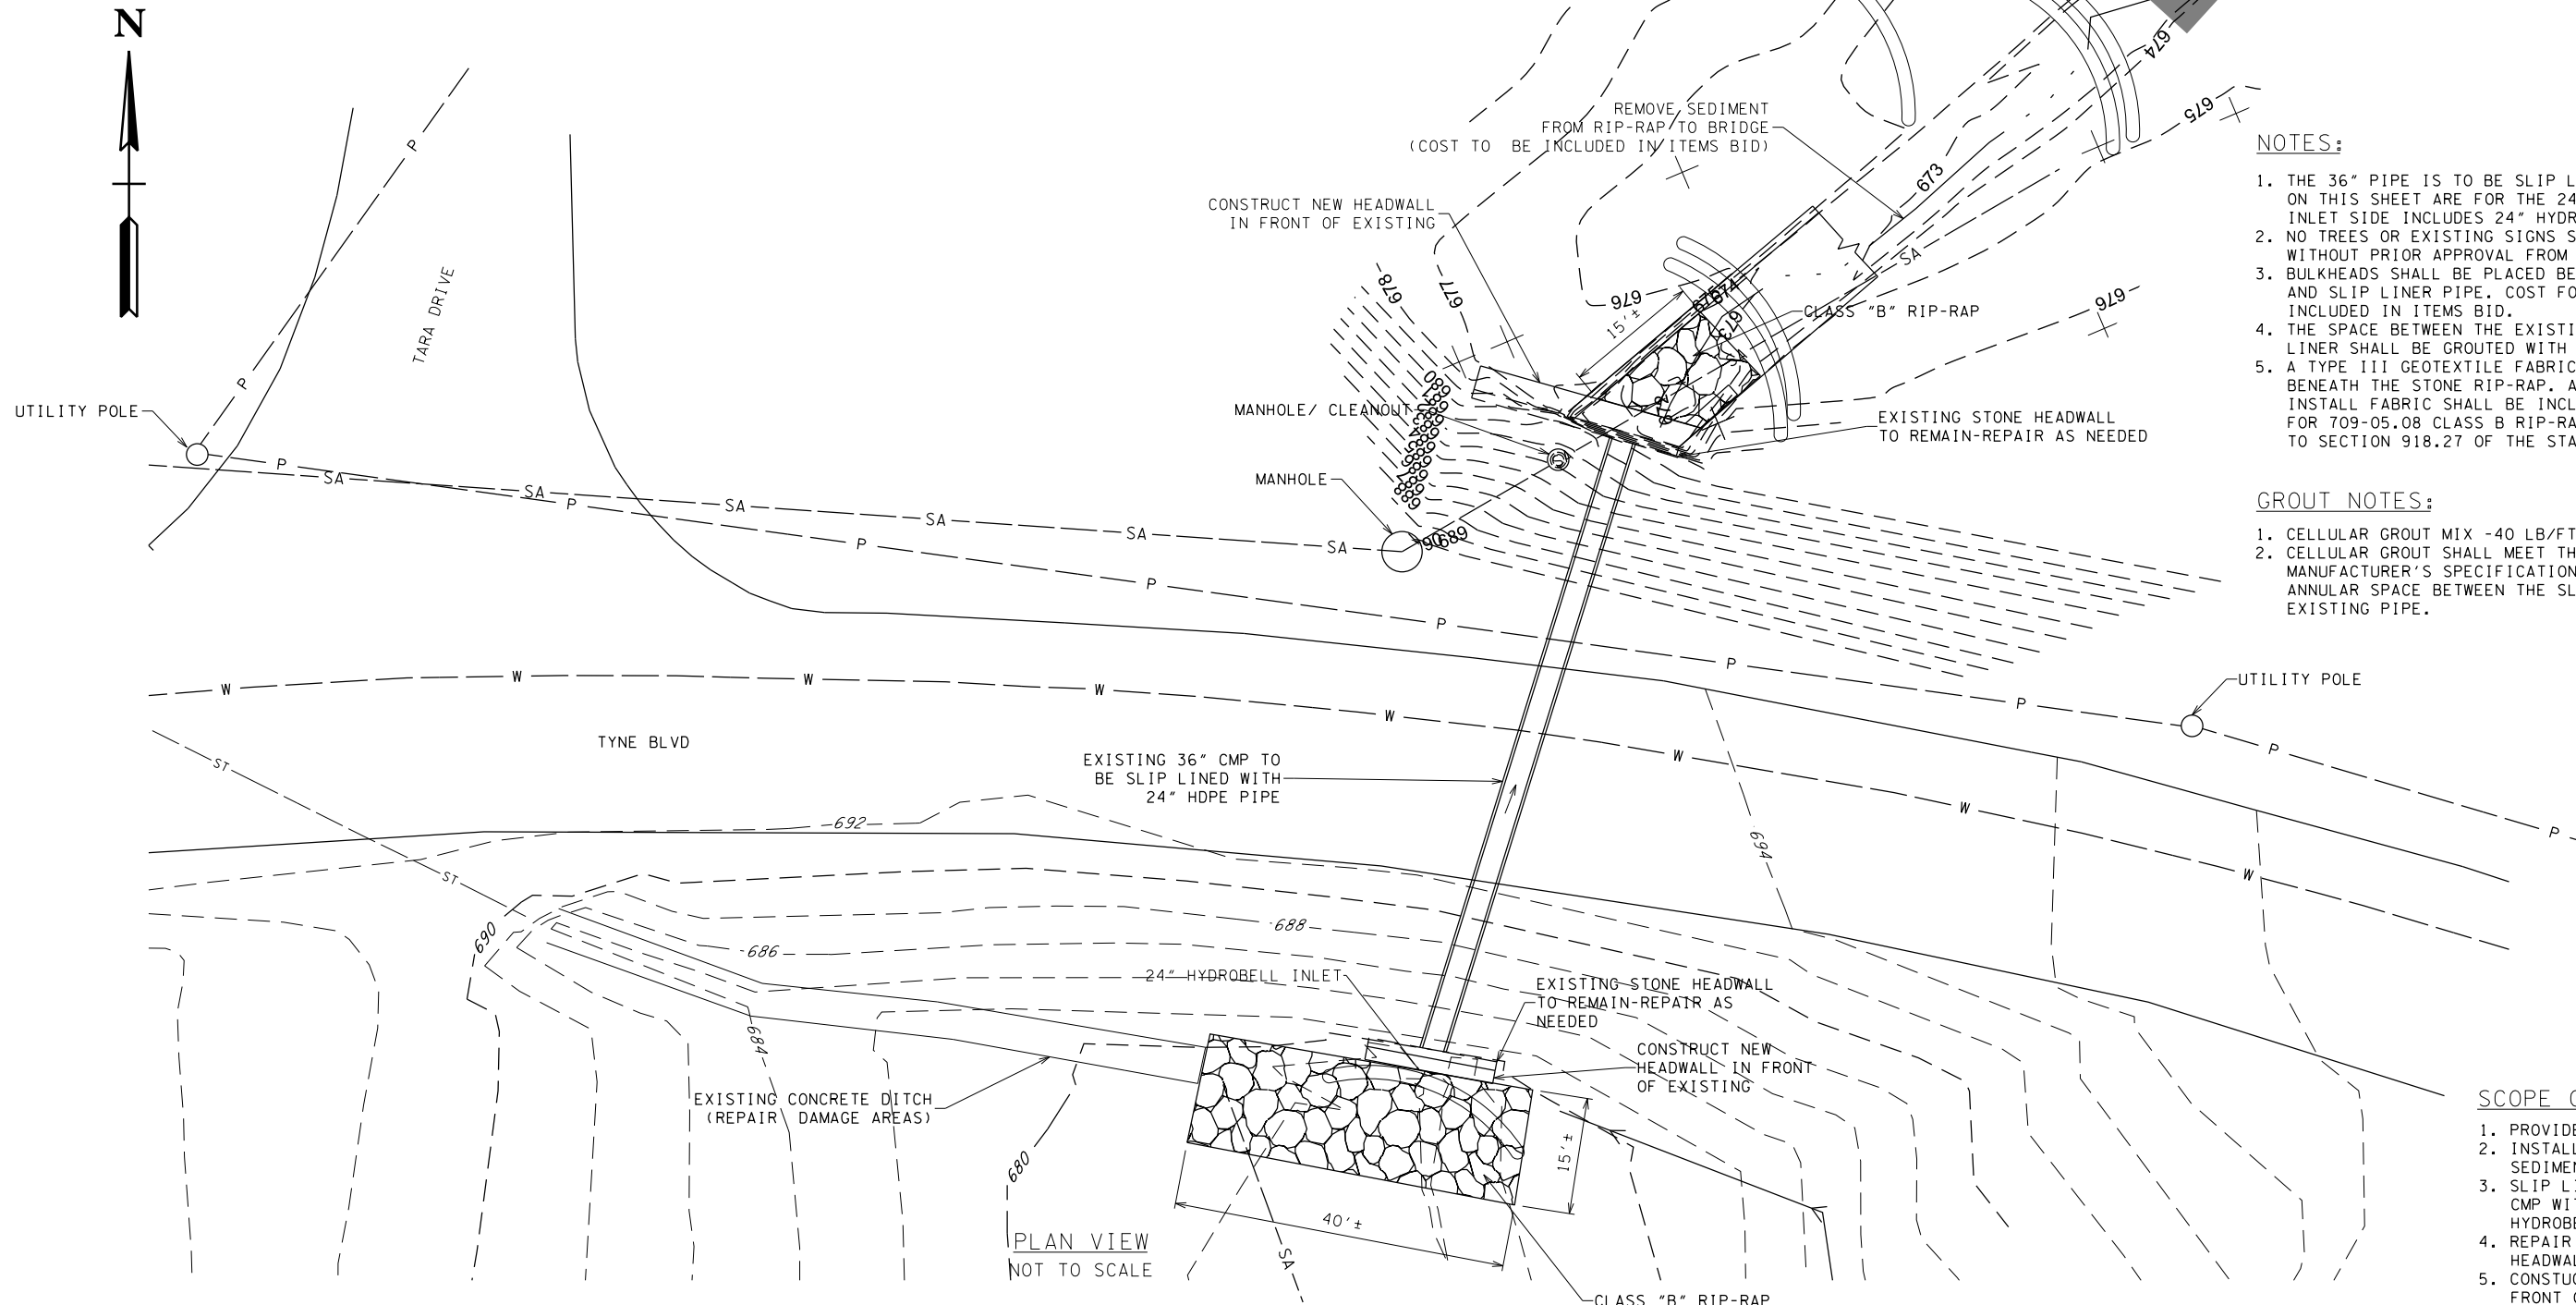 N
TARA DRIVE
P
P
UTILITY POLE
P
SA
SA
P
SA
SA
SA
SA
P
P
P
P
P
P
P
REMOVE SEDIMENT
FROM RIP-RAP TO BRIDGE
(COST TO BE INCLUDED IN ITEMS BID)
CONSTRUCT NEW HEADWALL
IN FRONT OF EXISTING
674
675
673
SA
676
678
677
676
15'±
673
CLASS "B" RIP-RAP
MANHOLE/ CLEANOUT
S
MANHOLE
680
689
EXISTING STONE HEADWALL
TO REMAIN-REPAIR AS NEEDED
NOTES:
1. THE 36" PIPE IS TO BE SLIP L
ON THIS SHEET ARE FOR THE 24
INLET SIDE INCLUDES 24" HYDR
2. NO TREES OR EXISTING SIGNS S
WITHOUT PRIOR APPROVAL FROM
3. BULKHEADS SHALL BE PLACED BE
AND SLIP LINER PIPE. COST FO
INCLUDED IN ITEMS BID.
4. THE SPACE BETWEEN THE EXISTI
LINER SHALL BE GROUTED WITH
5. A TYPE III GEOTEXTILE FABRIC
BENEATH THE STONE RIP-RAP. A
INSTALL FABRIC SHALL BE INCL
FOR 709-05.08 CLASS B RIP-RA
TO SECTION 918.27 OF THE STA
GROUT NOTES:
1. CELLULAR GROUT MIX -40 LB/FT
2. CELLULAR GROUT SHALL MEET TH
MANUFACTURER'S SPECIFICATION
ANNULAR SPACE BETWEEN THE SL
EXISTING PIPE.
UTILITY POLE
W
W
W
W
W
W
W
W
TYNE BLVD
ST
ST
EXISTING 36" CMP TO
BE SLIP LINED WITH
24" HDPE PIPE
692
694
690
686
688
684
680
24" HYDROBELL INLET
EXISTING STONE HEADWALL
TO REMAIN-REPAIR AS
NEEDED
CONSTRUCT NEW
HEADWALL IN FRONT
OF EXISTING
EXISTING CONCRETE DITCH
(REPAIR DAMAGE AREAS)
15'±
40'±
SA
PLAN VIEW
NOT TO SCALE
CLASS "B" RIP-RAP
SCOPE O
1. PROVIDE
2. INSTALL
SEDIMEN
3. SLIP LI
CMP WIT
HYDROBE
4. REPAIR
HEADWAL
5. CONSTUC
FRONT O